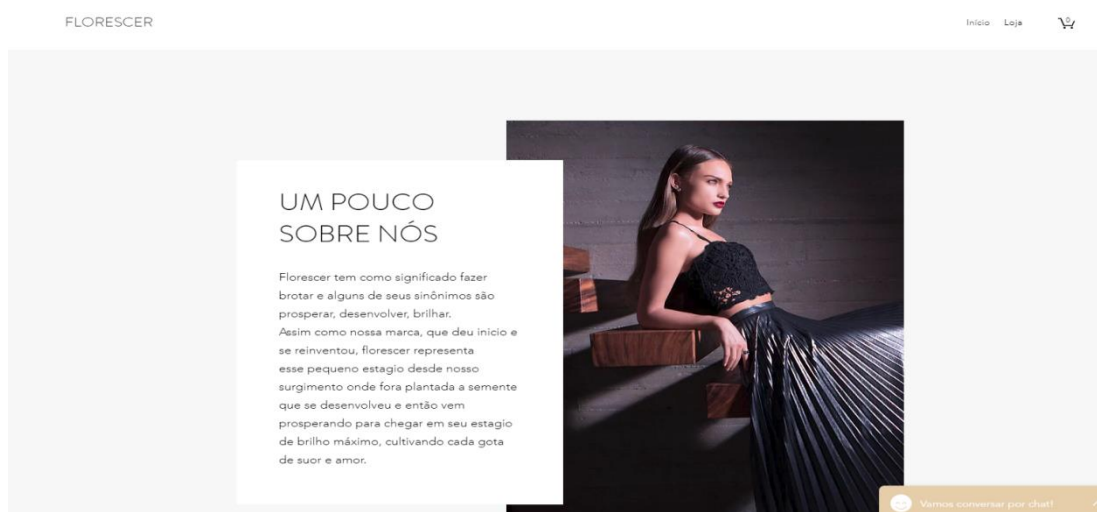 FLORESCER
Início Loja
0
UM POUCO
SOBRE NÓS
Florescer tem como significado fazer
brotar e alguns de seus sinônimos são
prosperar, desenvolver, brilhar.
Assim como nossa marca, que deu inicio e
se reinventou, florescer representa
esse pequeno estagio desde nosso
surgimento onde fora plantada a semente
que se desenvolveu e então vem
prosperando para chegar em seu estagio
de brilho máximo, cultivando cada gota
de suor e amor.
Vamos conversar por chat!